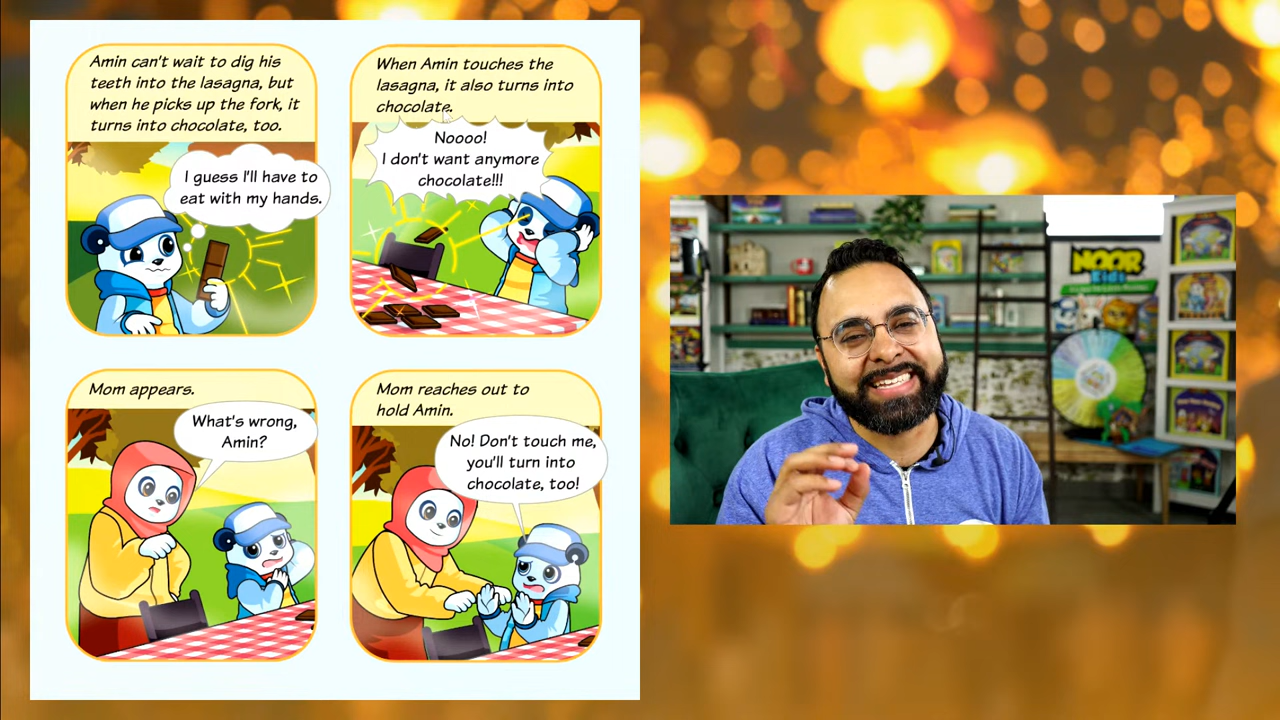 Amin can't wait to dig his
teeth into the lasagna, but
when he picks up the fork, it
turns into chocolate, too.
I guess I'll have to
eat with my hands.
When Amin touches the
lasagna, it also turns into
chocolate.
Noooo!
I don't want anymore
chocolate!!!
Mom appears.
What's wrong,
Amin?
Mom reaches out to
hold Amin.
No! Don't touch me,
you'll turn into
chocolate, too!
NOOR
Kids